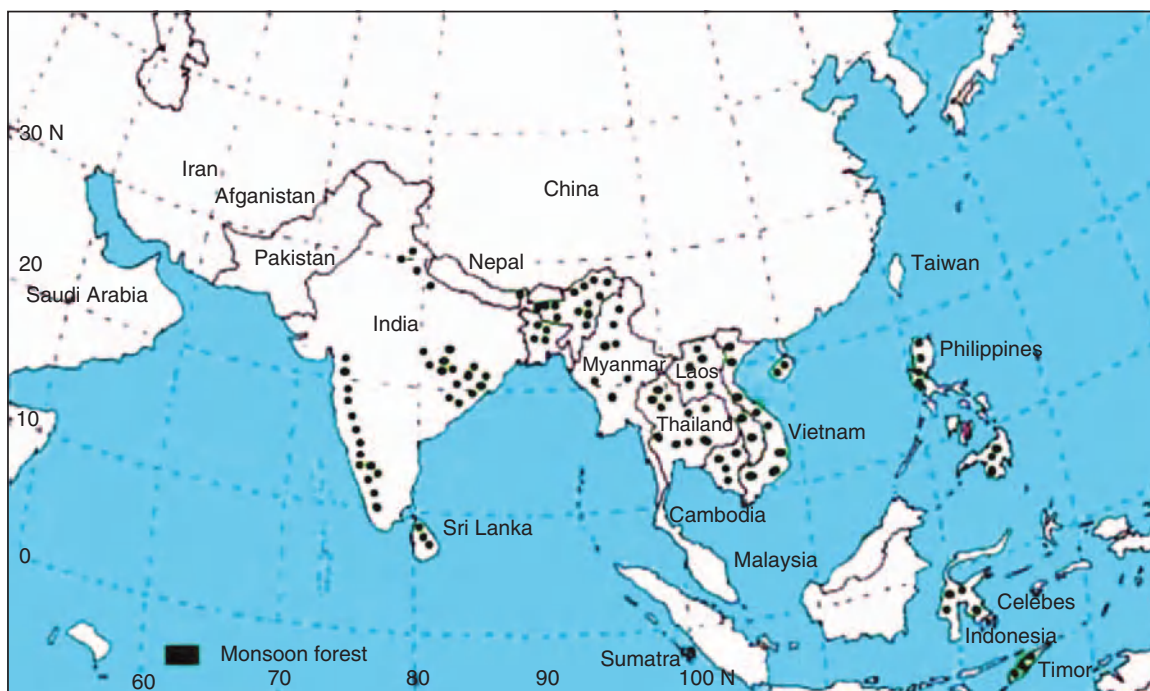 30 N
Iran
Afganistan
China
20
Pakistan
Nepal
Taiwan
Saudi Arabia
India
Philippines
Myanmar
Laos
10
Thailand
Vietnam
Sri Lanka
Cambodia
0
Malaysia
Celebes
Indonesia
Monsoon forest
Sumatra
Timor
60
70
80
90
100 N